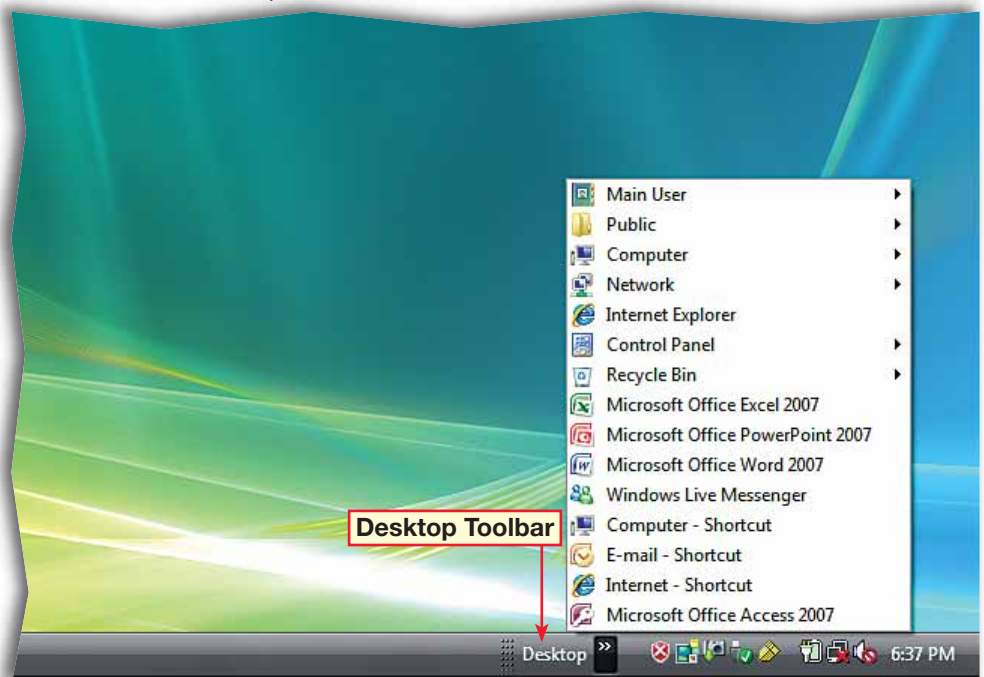 Main User
Public
Computer
Network
Internet Explorer
Control Panel
Recycle Bin
Microsoft Office Excel 2007
Microsoft Office PowerPoint 2007
Microsoft Office Word 2007
Windows Live Messenger
Computer - Shortcut
E-mail - Shortcut
Internet - Shortcut
Microsoft Office Access 2007
Desktop Toolbar
Desktop » 6:37 PM